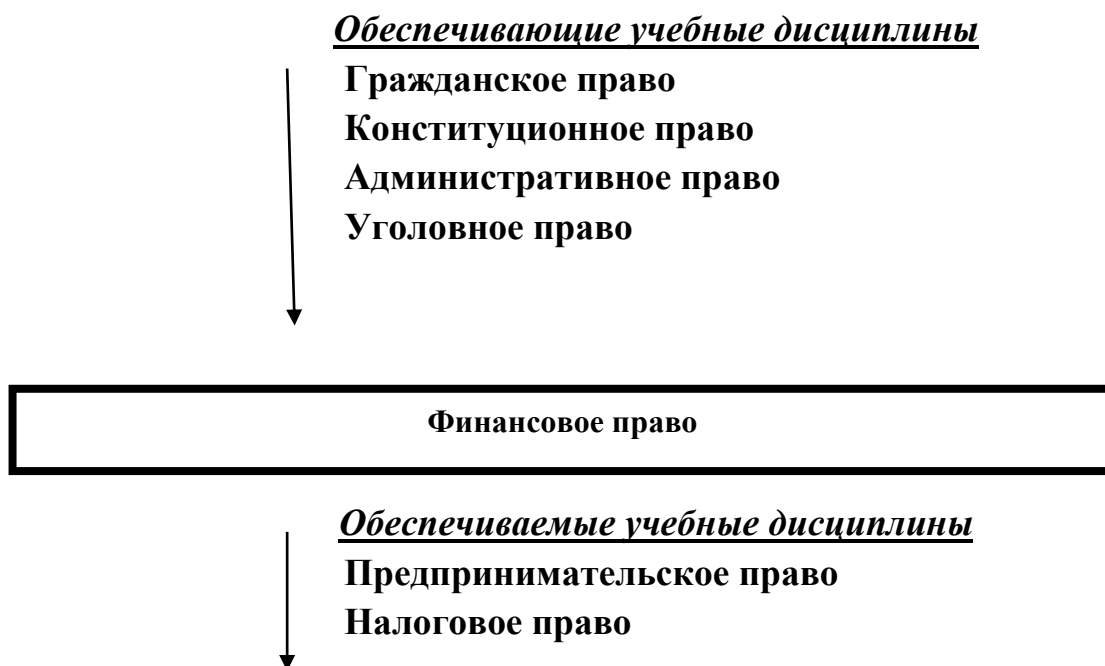 Обеспечивающие учебные дисциплины
Гражданское право
Конституционное право
Административное право
Уголовное право
Финансовое право
Обеспечиваемые учебные дисциплины
Предпринимательское право
Налоговое право